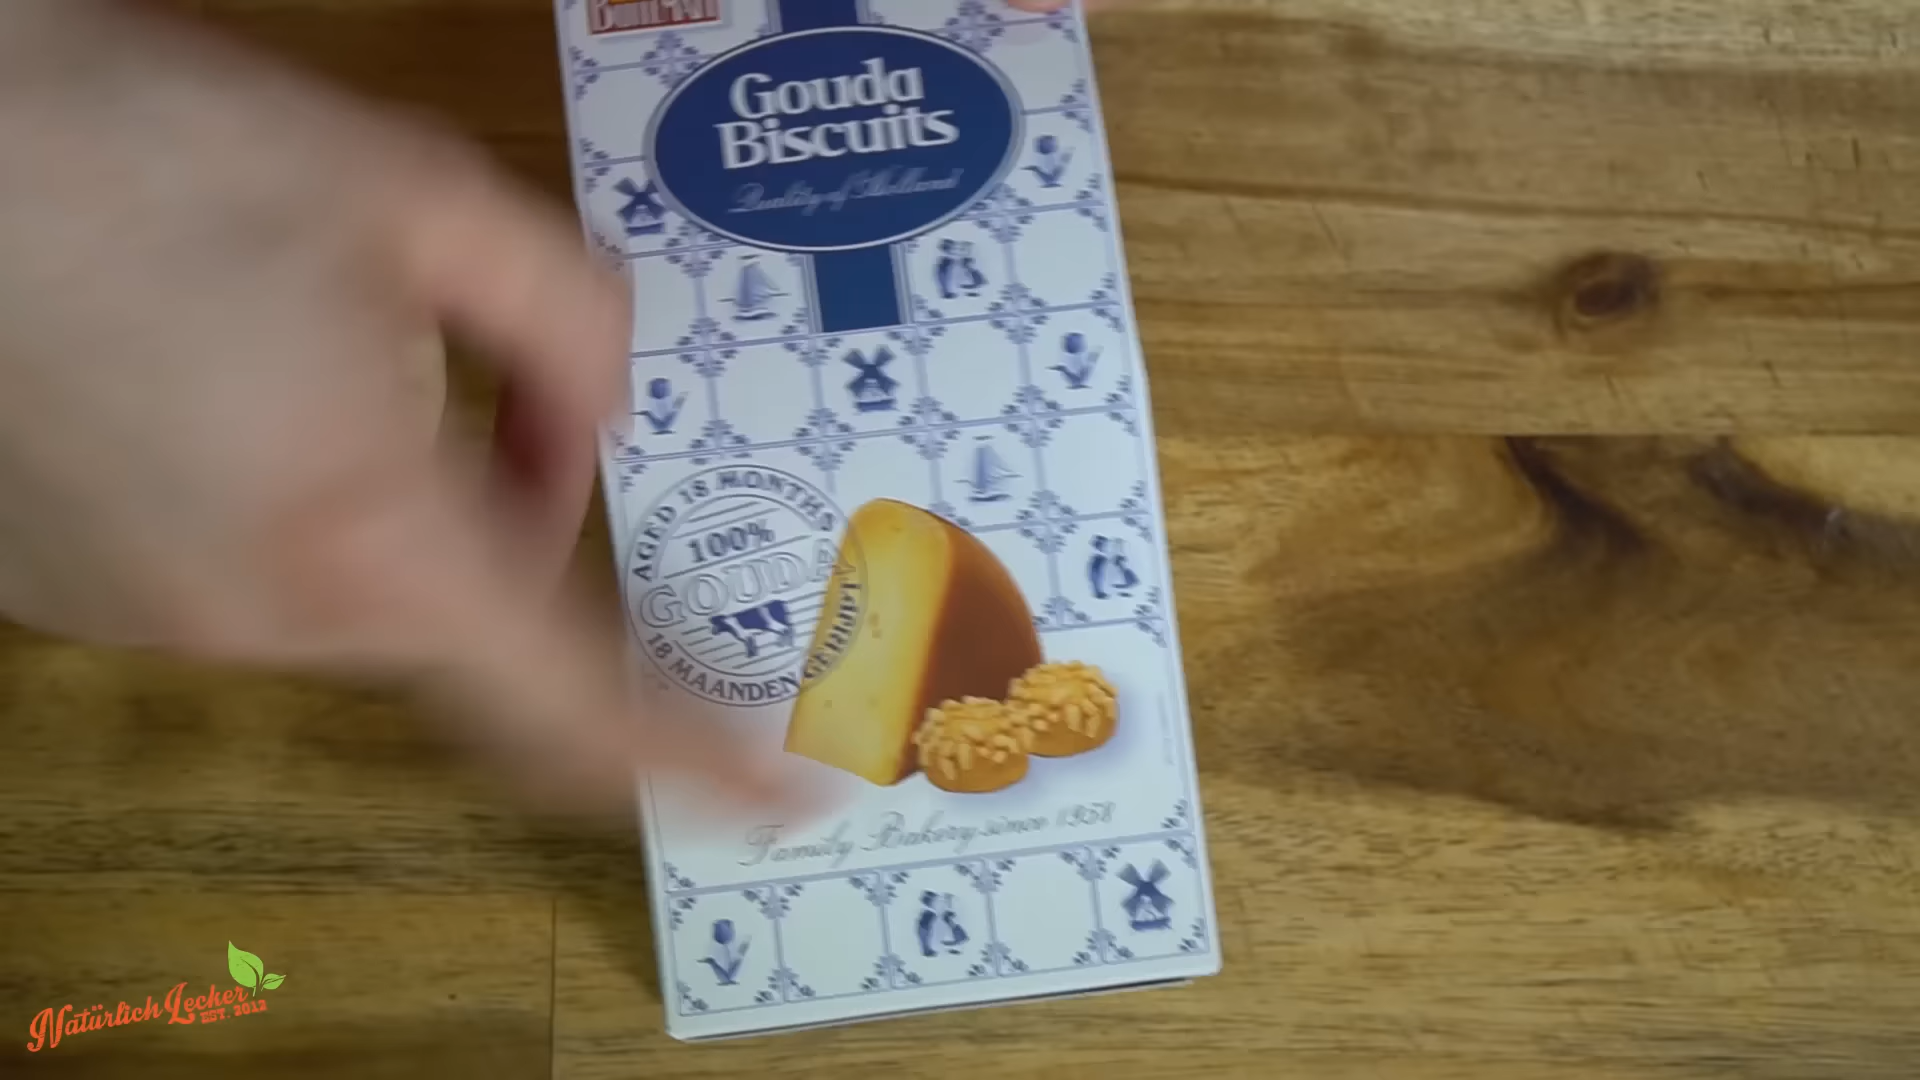 Gouda
Biscuits
Quality of Holland
AGED 18 MONTHS
100%
GOUDA
18 MAANDEN GERIJPT
Family Bakery since 1958
Natürlich Lecker
EST. 2012